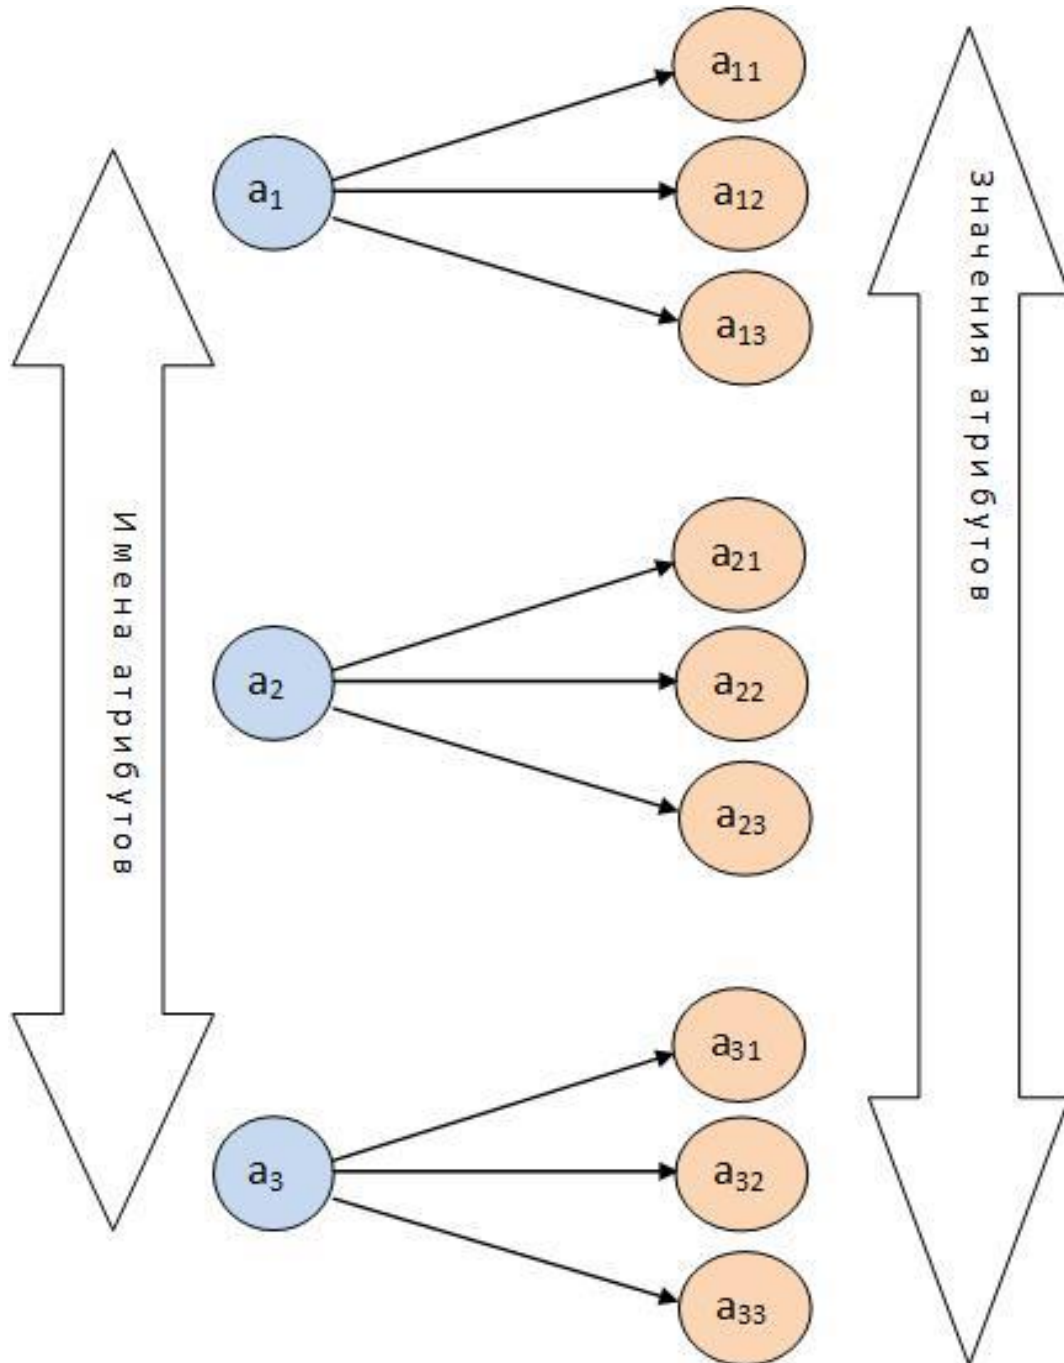 a₁₁
a₁
a₁₂
a₁₃
Имена атрибутов
Значения атрибутов
a₂₁
a₂
a₂₂
a₂₃
a₃₁
a₃
a₃₂
a₃₃